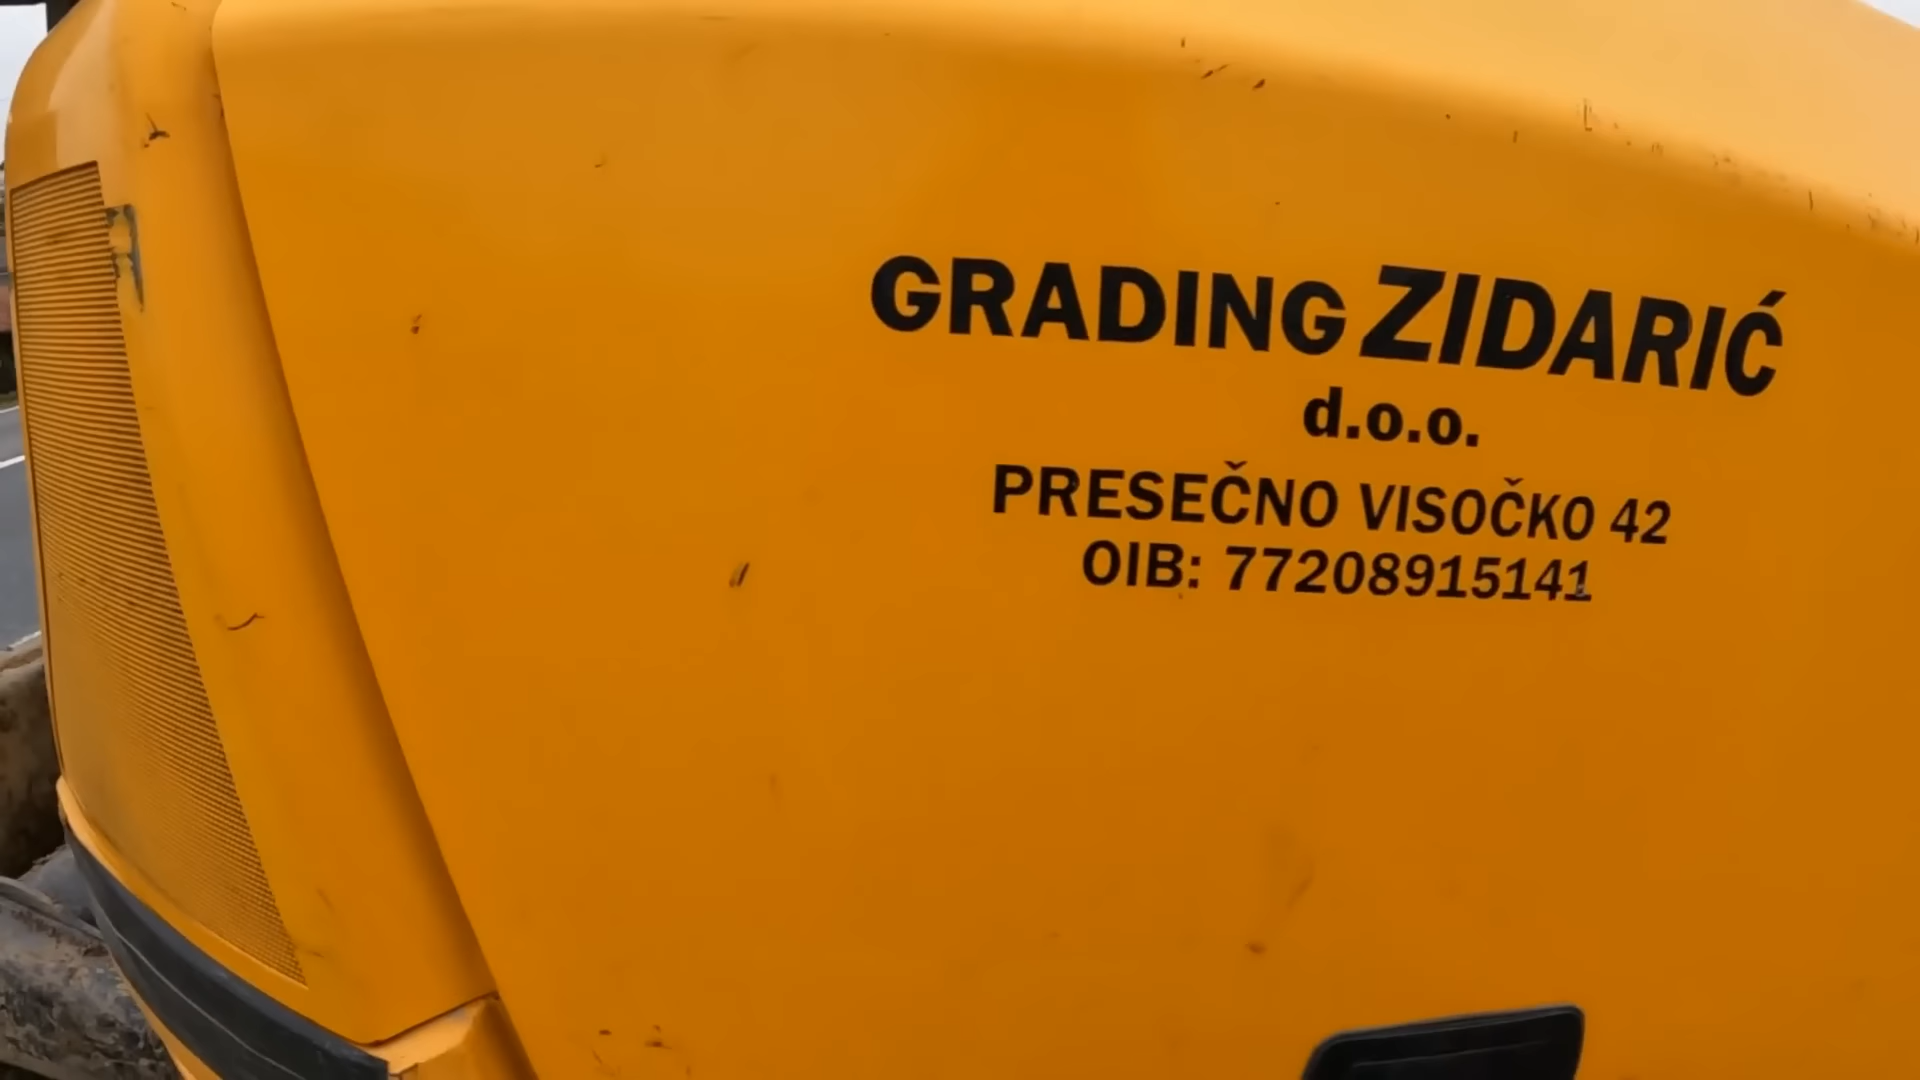 GRADING ZIDARIĆ
d.o.o.
PRESEČNO VISOČKO 42
OIB: 77208915141